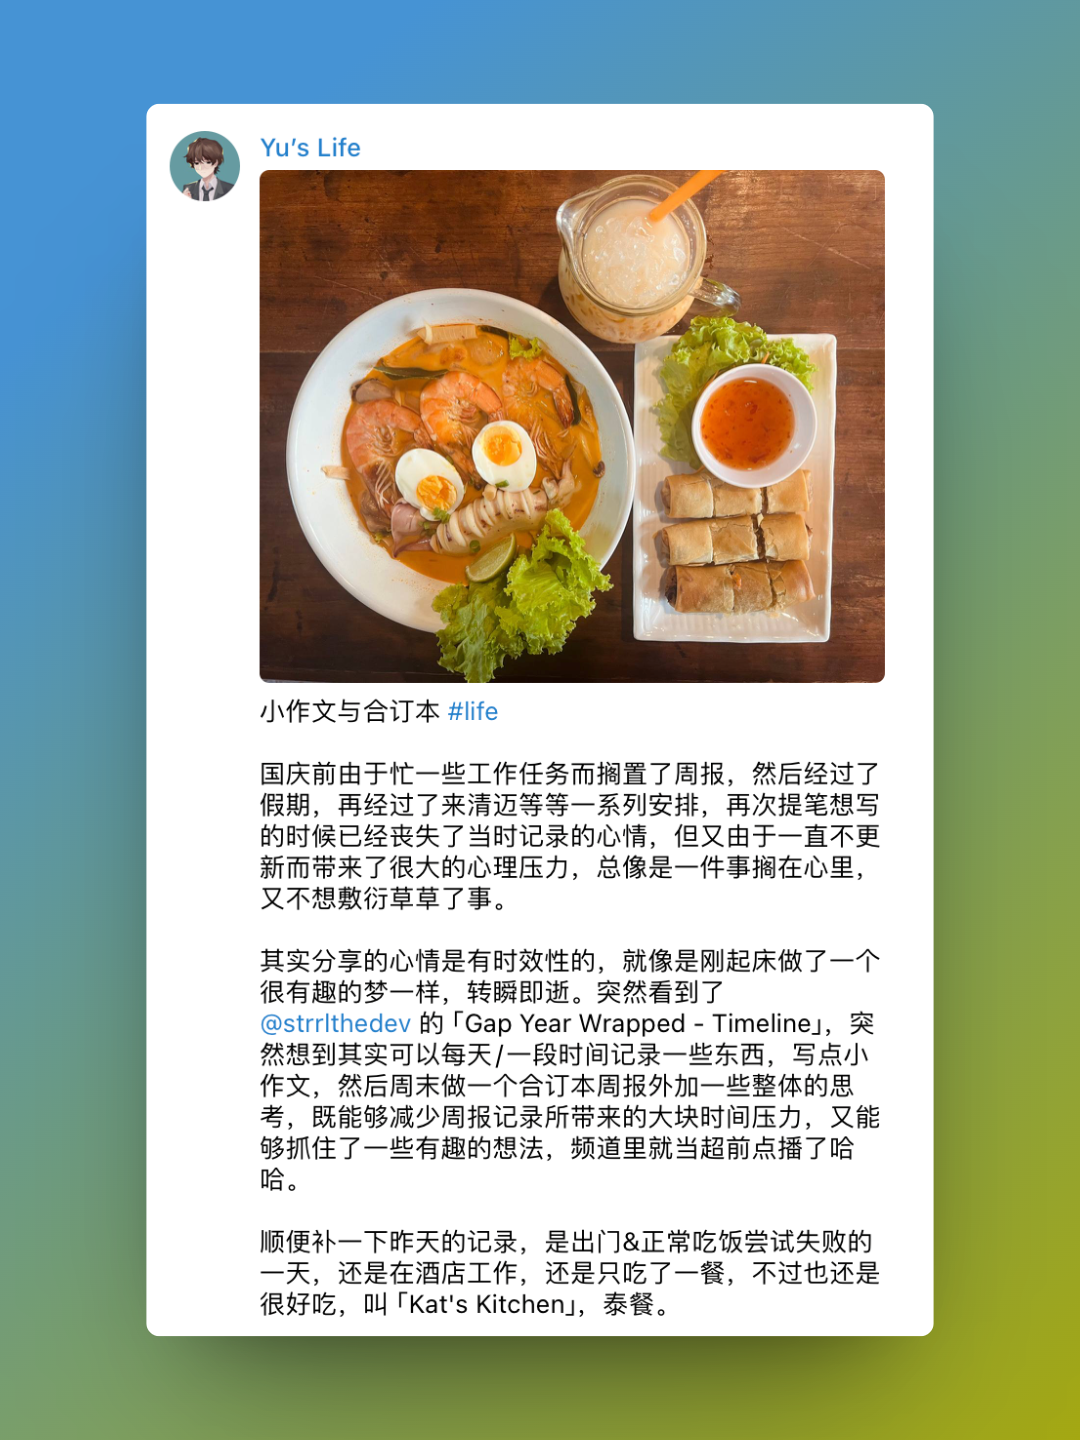 Yu’s Life
小作文与合订本 #life
国庆前由于忙一些工作任务而搁置了周报，然后经过了
假期，再经过了来清迈等等一系列安排，再次提笔想写
的时候已经丧失了当时记录的心情，但又由于一直不更
新而带来了很大的心理压力，总像是一件事搁在心里，
又不想敷衍草草了事。
其实分享的心情是有时效性的，就像是刚起床做了一个
很有趣的梦一样，转瞬即逝。突然看到了
@strrlthedev 的「Gap Year Wrapped - Timeline」，突
然想到其实可以每天/一段时间记录一些东西，写点小
作文，然后周末做一个合订本周报外加一些整体的思
考，既能够减少周报记录所带来的大块时间压力，又能
够抓住了一些有趣的想法，频道里就当超前点播了哈
哈。
顺便补一下昨天的记录，是出门&正常吃饭尝试失败的
一天，还是在酒店工作，还是只吃了一餐，不过也还是
很好吃，叫「Kat's Kitchen」，泰餐。